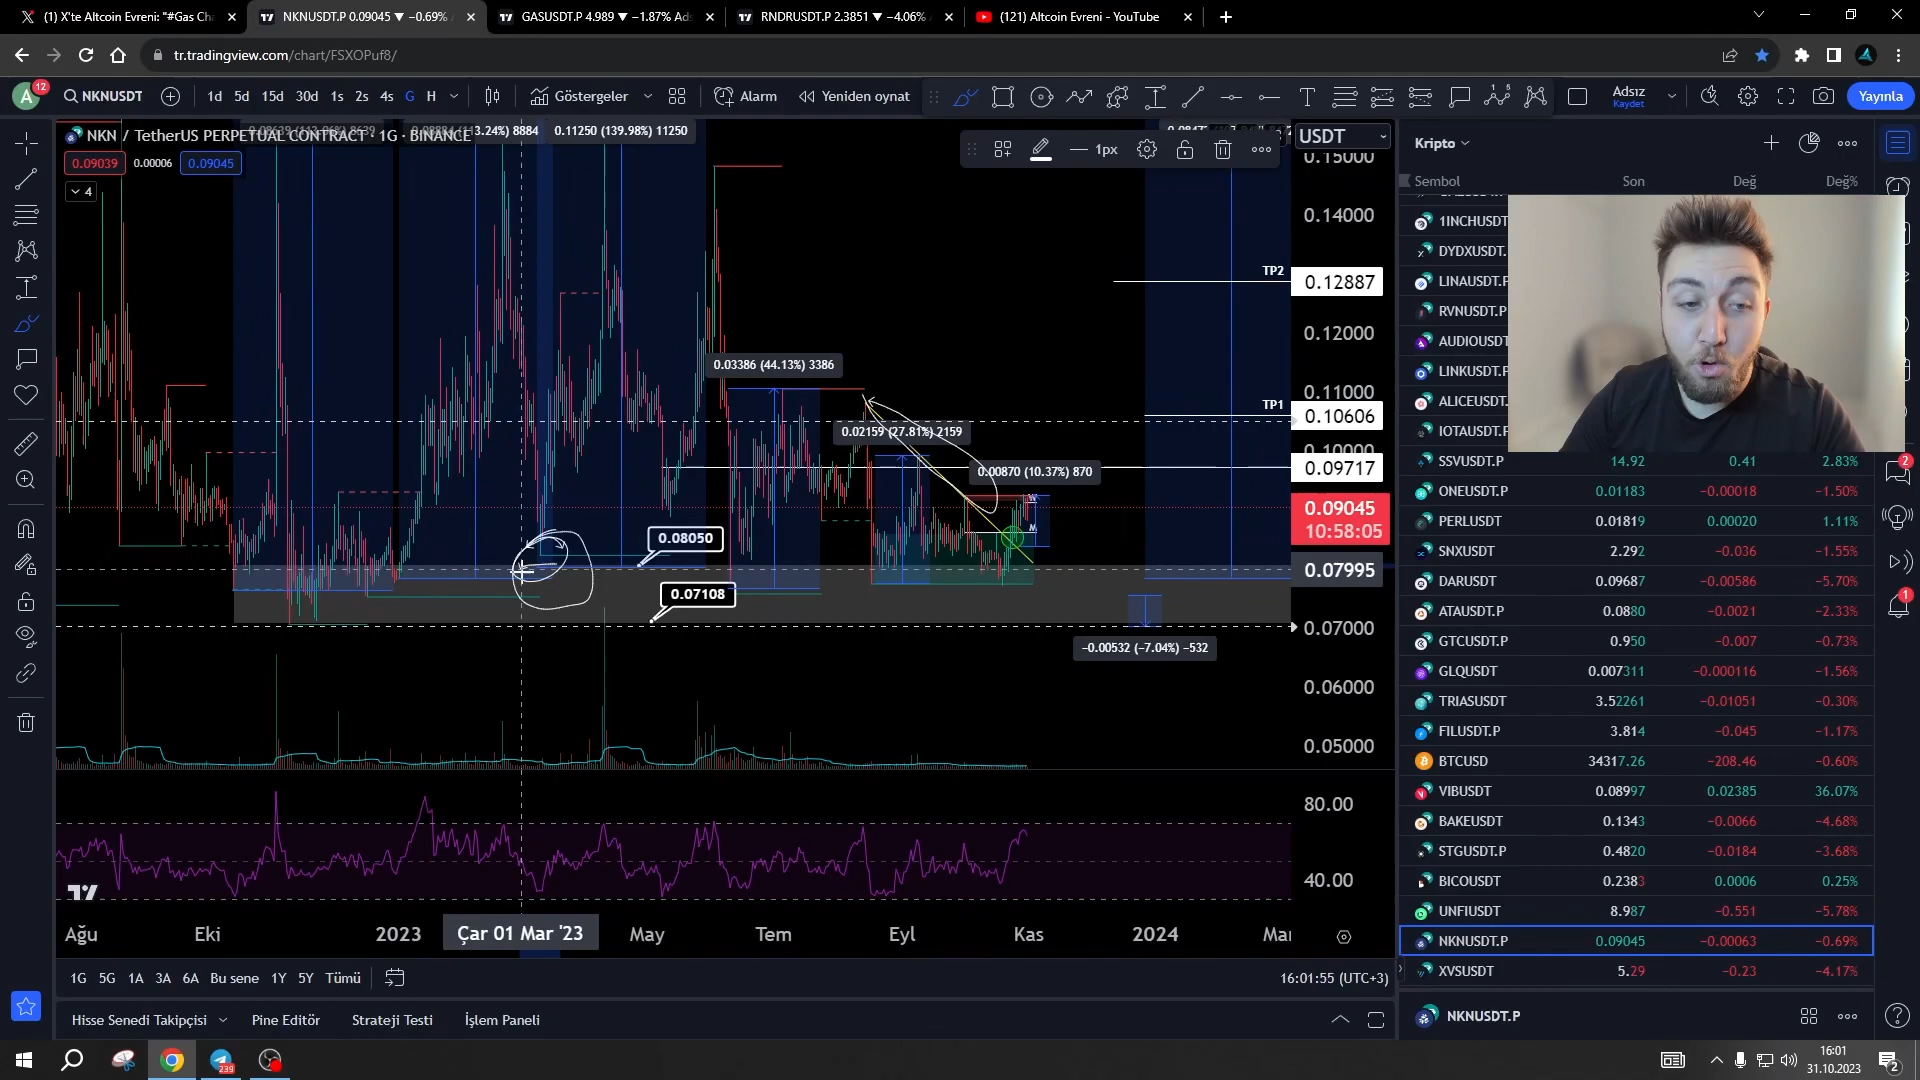 (1) X'te Altcoin Evreni: "#Gas Cha
NKNUSDT.P 0.09045 ▼ −0.69%
GASUSDT.P 4.989 ▼ −1.87% Ads
RNDRUSDT.P 2.3851 ▼ −4.06%
(121) Altcoin Evreni - YouTube
tr.tradingview.com/chart/FSXOPuf8/
A 12
NKNUSDT
1d 5d 15d 30d 1s 2s 4s G H
Göstergeler
Alarm
Yeniden oynat
Adsız
Kaydet
Yayınla
NKN / TetherUS PERPETUAL CONTRACT · 1G · BINANCE
3.24%) 8884
0.11250 (139.98%) 11250
0.09039 0.00006 0.09045
4
1px
USDT
0.15000
0.14000
TP2
0.12887
0.12000
0.11000
TP1
0.10606
0.10000
0.09717
0.09045
10:58:05
0.07995
0.07000
0.06000
0.05000
80.00
40.00
0.03386 (44.13%) 3386
0.02159 (27.81%) 2159
0.00870 (10.37%) 870
0.08050
0.07108
−0.00532 (−7.04%) −532
Ağu Eki 2023 Çar 01 Mar '23 May Tem Eyl Kas 2024 Mar
1G 5G 1A 3A 6A Bu sene 1Y 5Y Tümü
16:01:55 (UTC+3)
Hisse Senedi Takipçisi
Pine Editör
Strateji Testi
İşlem Paneli
Kripto
Sembol Son Değ Değ%
1INCHUSDT
DYDXUSDT.
LINAUSDT.P
RVNUSDT.P
AUDIOUSDT
LINKUSDT.P
ALICEUSDT.
IOTAUSDT.P
SSVUSDT.P 14.92 0.41 2.83%
ONEUSDT.P 0.01183 −0.00018 −1.50%
PERLUSDT 0.01819 0.00020 1.11%
SNXUSDT 2.292 −0.036 −1.55%
DARUSDT 0.09687 −0.00586 −5.70%
ATAUSDT.P 0.0880 −0.0021 −2.33%
GTCUSDT.P 0.950 −0.007 −0.73%
GLQUSDT 0.007311 −0.000116 −1.56%
TRIASUSDT 3.52261 −0.01051 −0.30%
FILUSDT.P 3.814 −0.045 −1.17%
BTCUSD 34317.26 −208.46 −0.60%
VIBUSDT 0.08997 0.02385 36.07%
BAKEUSDT 0.1343 −0.0066 −4.68%
STGUSDT.P 0.4820 −0.0184 −3.68%
BICOUSDT 0.2383 0.0006 0.25%
UNFIUSDT 8.987 −0.551 −5.78%
NKNUSDT.P 0.09045 −0.00063 −0.69%
XVSUSDT 5.29 −0.23 −4.17%
NKNUSDT.P
2
1
239
16:01
31.10.2023
2